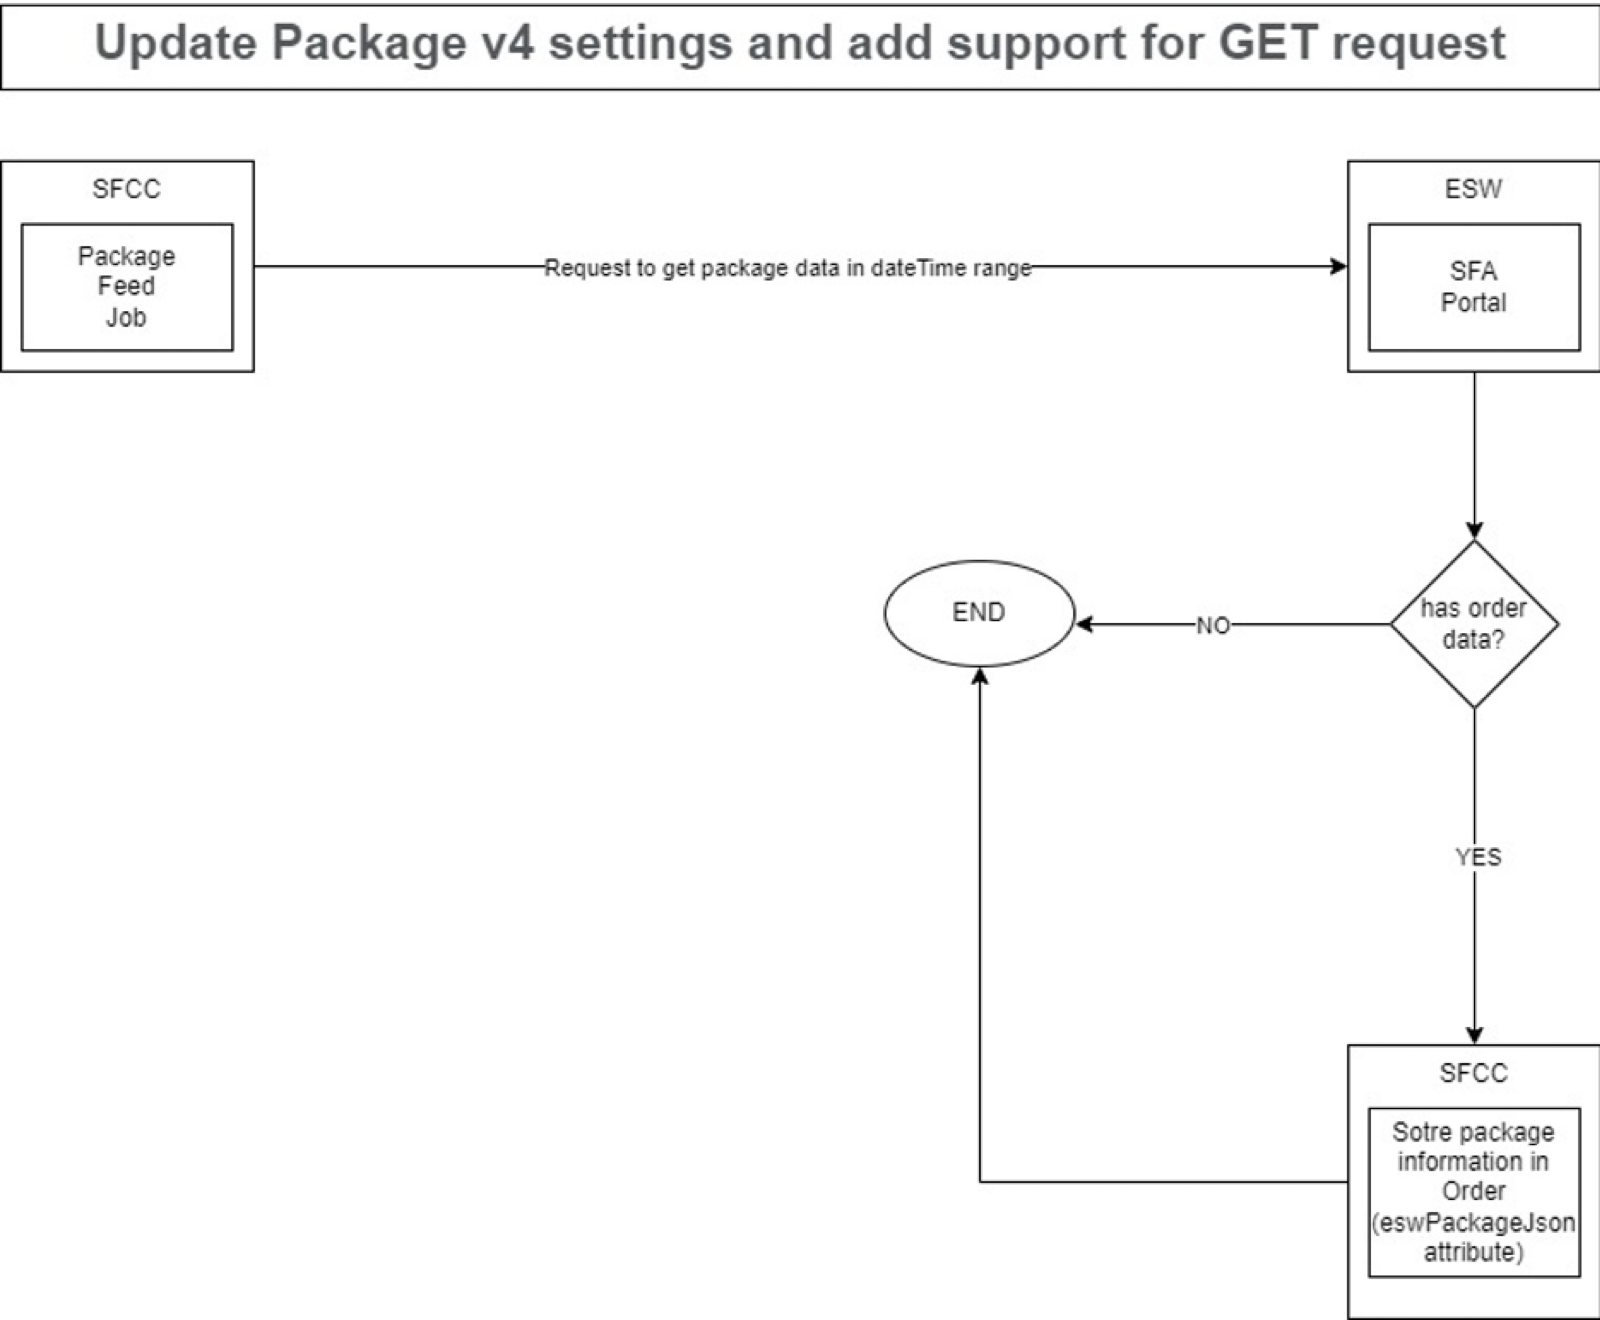 Update Package v4 settings and add support for GET request
SFCC
Package
Feed
Job
Request to get package data in dateTime range
ESW
SFA
Portal
has order
data?
NO
END
YES
SFCC
Sotre package
information in
Order
(eswPackageJson
attribute)